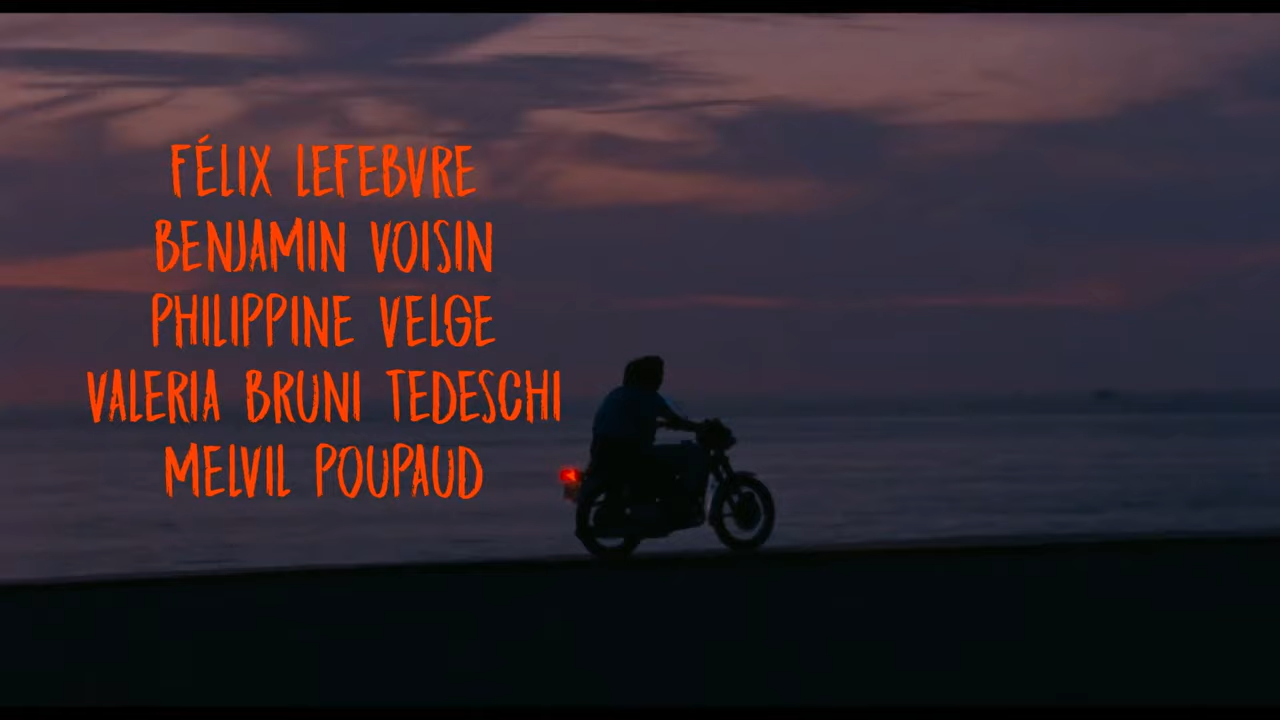 FÉLIX LEFEBVRE
BENJAMIN VOISIN
PHILIPPINE VELGE
VALERIA BRUNI TEDESCHI
MELVIL POUPAUD